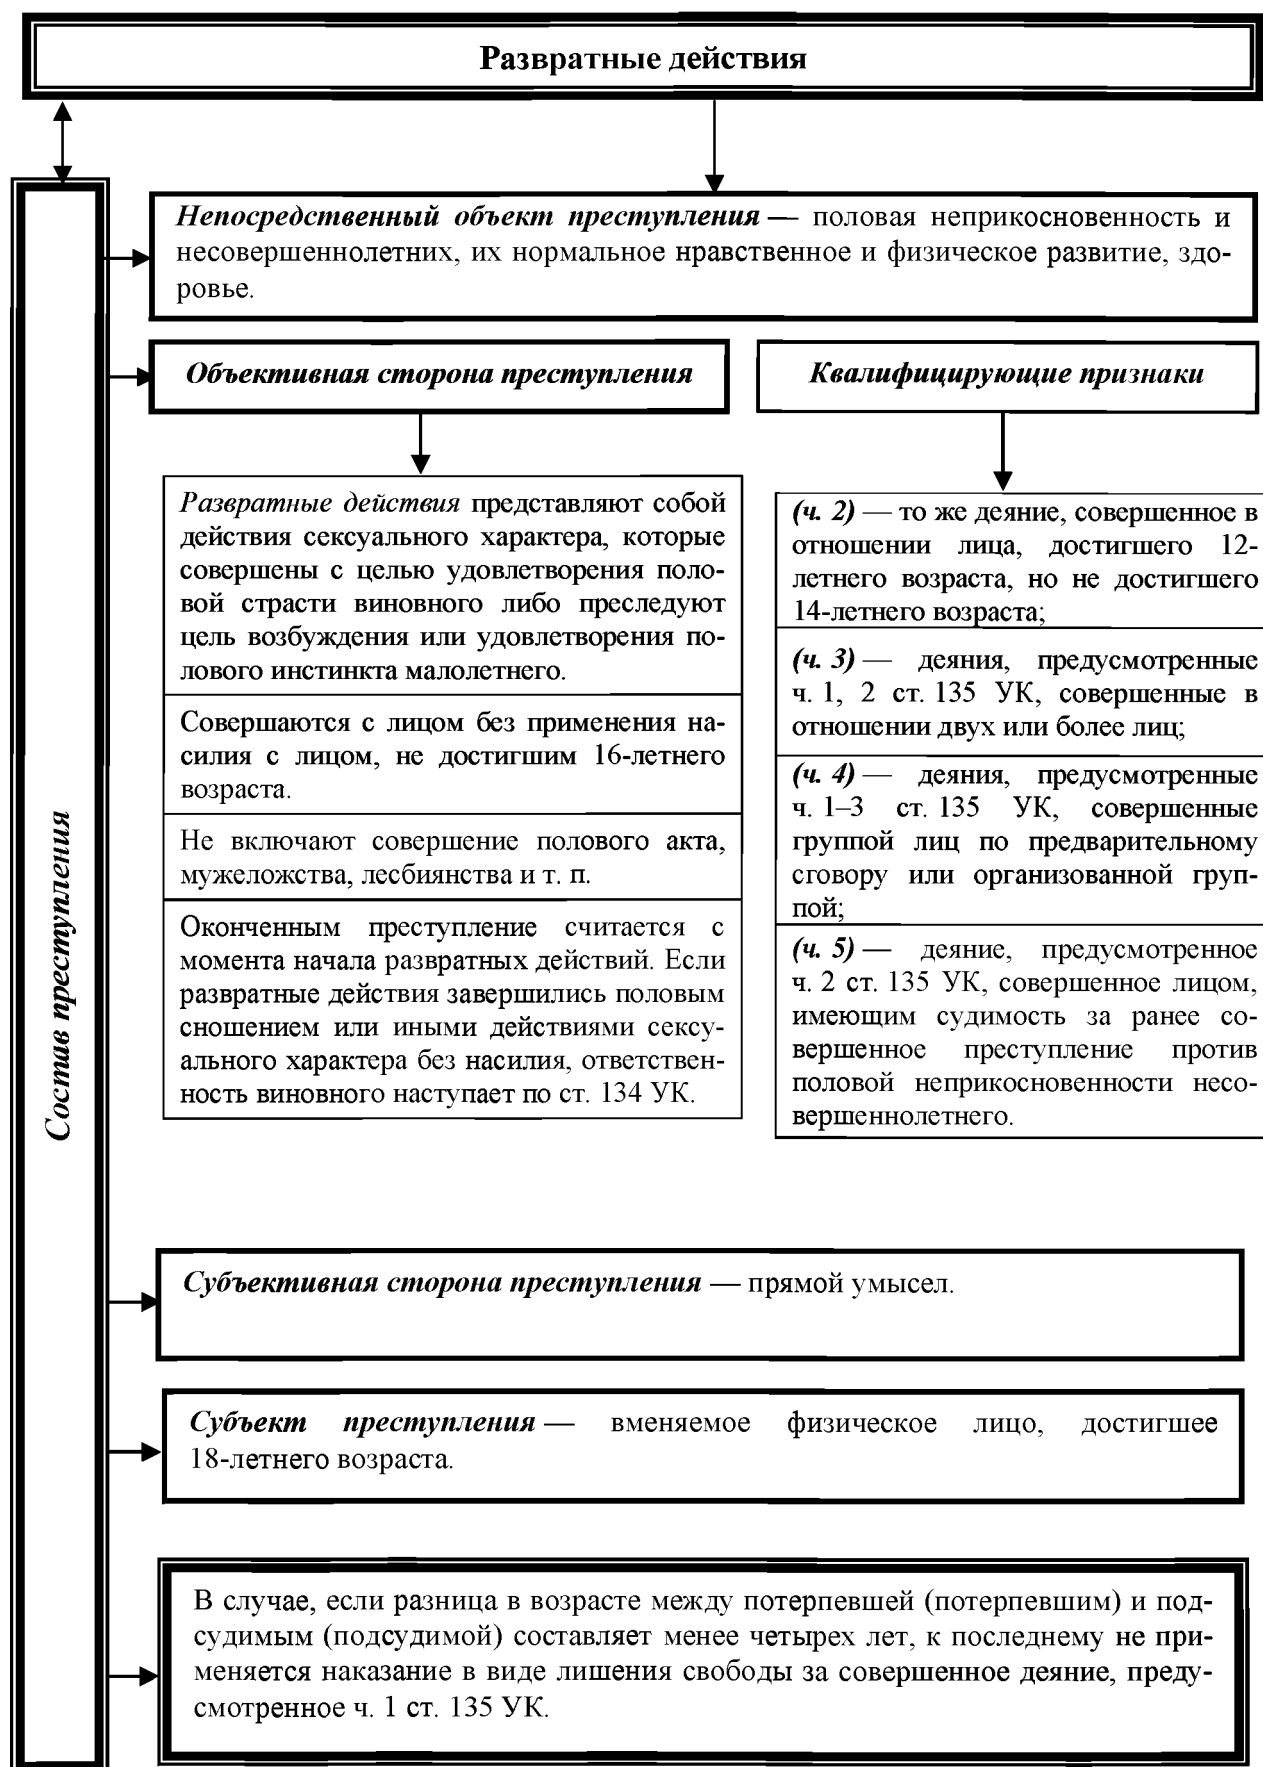 Развратные действия
Состав преступления
Непосредственный объект преступления — половая неприкосновенность и
несовершеннолетних, их нормальное нравственное и физическое развитие, здо-
ровье.
Объективная сторона преступления
Развратные действия представляют собой
действия сексуального характера, которые
совершены с целью удовлетворения поло-
вой страсти виновного либо преследуют
цель возбуждения или удовлетворения по-
лового инстинкта малолетнего.
Совершаются с лицом без применения на-
силия с лицом, не достигшим 16-летнего
возраста.
Не включают совершение полового акта,
мужеложства, лесбиянства и т. п.
Оконченным преступление считается с
момента начала развратных действий. Если
развратные действия завершились половым
сношением или иными действиями сексу-
ального характера без насилия, ответствен-
ность виновного наступает по ст. 134 УК.
Квалифицирующие признаки
(ч. 2) — то же деяние, совершенное в
отношении лица, достигшего 12-
летнего возраста, но не достигшего
14-летнего возраста;
(ч. 3) — деяния, предусмотренные
ч. 1, 2 ст. 135 УК, совершенные в
отношении двух или более лиц;
(ч. 4) — деяния, предусмотренные
ч. 1–3 ст. 135 УК, совершенные
группой лиц по предварительному
сговору или организованной груп-
пой;
(ч. 5) — деяние, предусмотренное
ч. 2 ст. 135 УК, совершенное лицом,
имеющим судимость за ранее со-
вершенное преступление против
половой неприкосновенности несо-
вершеннолетнего.
Субъективная сторона преступления — прямой умысел.
Субъект преступления — вменяемое физическое лицо, достигшее
18-летнего возраста.
В случае, если разница в возрасте между потерпевшей (потерпевшим) и под-
судимым (подсудимой) составляет менее четырех лет, к последнему не при-
меняется наказание в виде лишения свободы за совершенное деяние, преду-
смотренное ч. 1 ст. 135 УК.